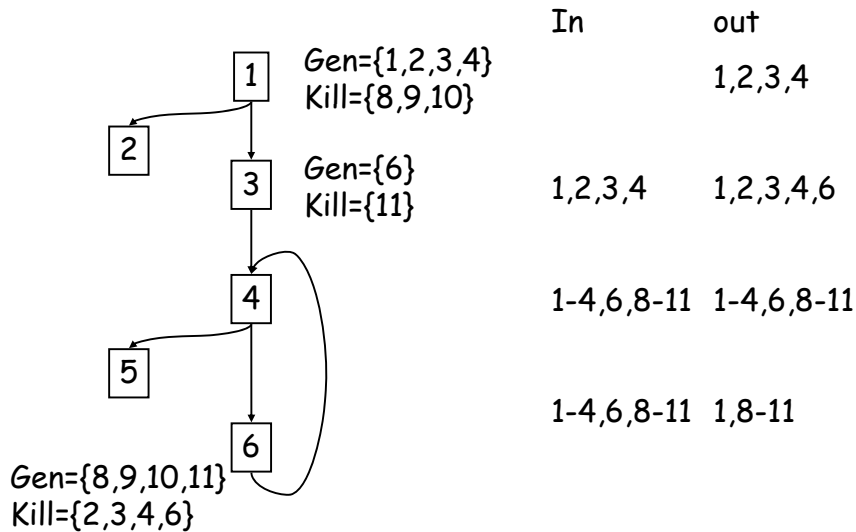 In out
1 Gen={1,2,3,4}
Kill={8,9,10}
1,2,3,4
2
3 Gen={6}
Kill={11}
1,2,3,4 1,2,3,4,6
4 1-4,6,8-11 1-4,6,8-11
5
6 1-4,6,8-11 1,8-11
Gen={8,9,10,11}
Kill={2,3,4,6}